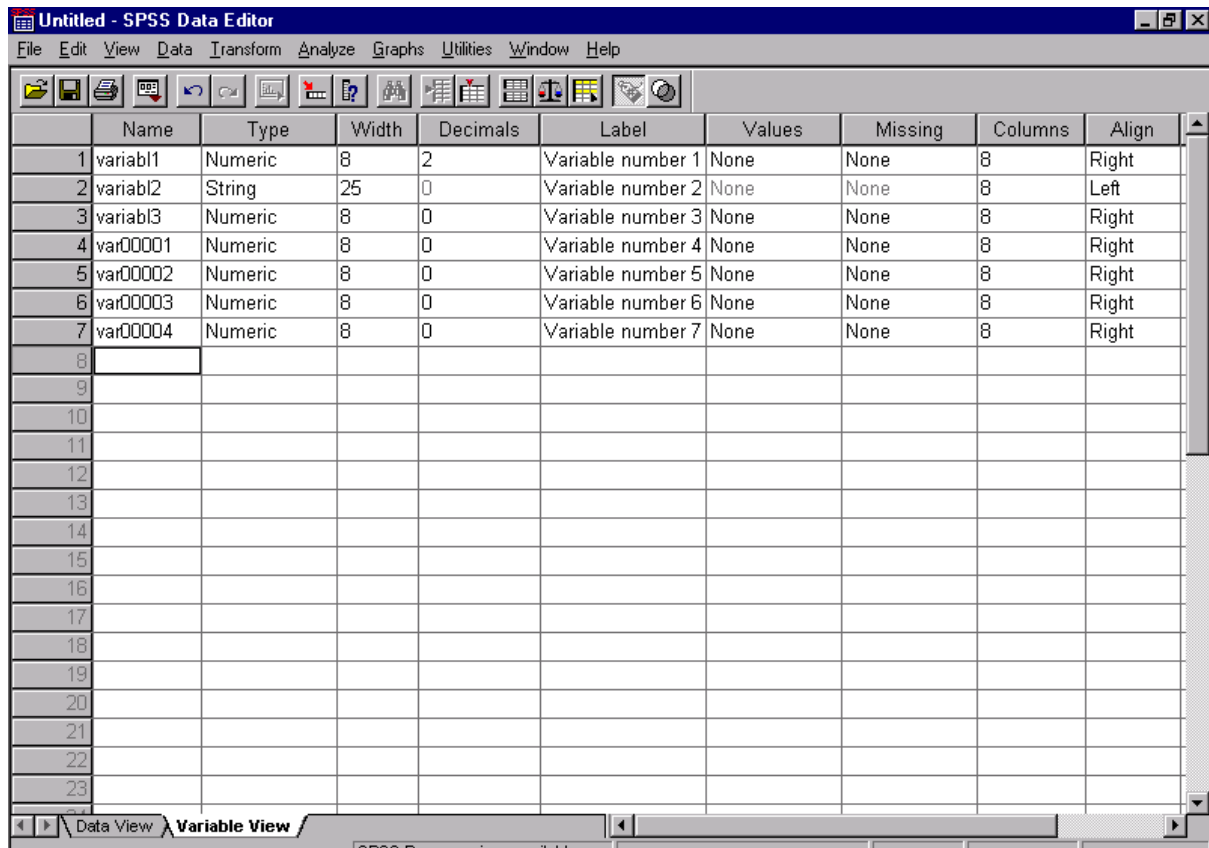 SPSS
Untitled - SPSS Data Editor
File Edit View Data Transform Analyze Graphs Utilities Window Help
Name Type Width Decimals Label Values Missing Columns Align
1 variabl1 Numeric 8 2 Variable number 1 None None 8 Right
2 variabl2 String 25 0 Variable number 2 None None 8 Left
3 variabl3 Numeric 8 0 Variable number 3 None None 8 Right
4 var00001 Numeric 8 0 Variable number 4 None None 8 Right
5 var00002 Numeric 8 0 Variable number 5 None None 8 Right
6 var00003 Numeric 8 0 Variable number 6 None None 8 Right
7 var00004 Numeric 8 0 Variable number 7 None None 8 Right
8
9
10
11
12
13
14
15
16
17
18
19
20
21
22
23
Data View Variable View